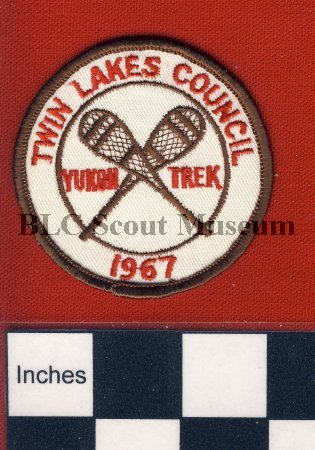 TWIN LAKES COUNCIL
YUKON TREK
BLC Scout Museum
1967
Inches